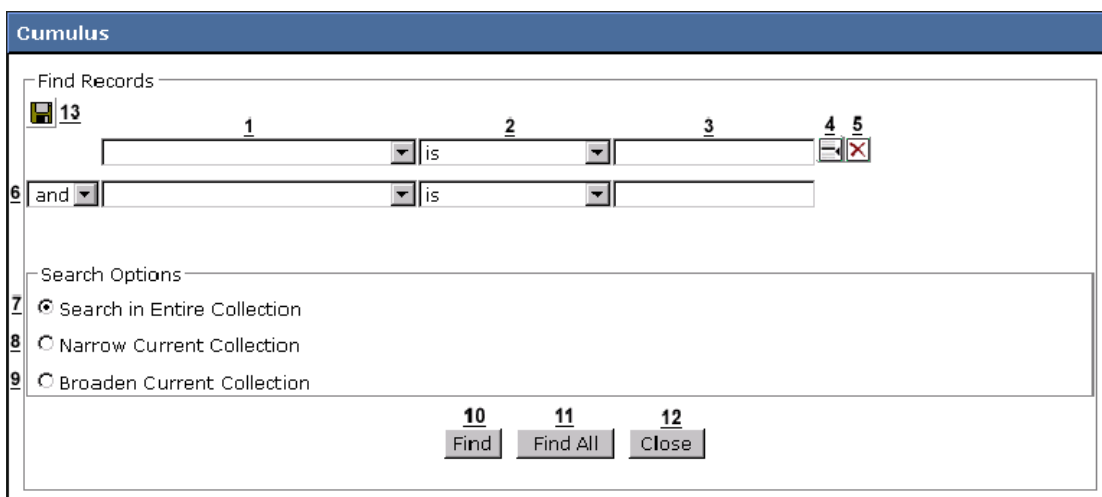 Cumulus
Find Records
13
1 2 3 4 5
is
6 and is
Search Options
7 Search in Entire Collection
8 Narrow Current Collection
9 Broaden Current Collection
10 11 12
Find Find All Close